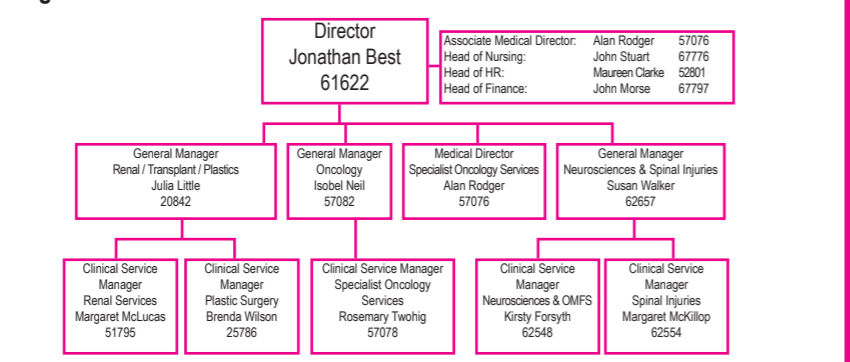 Director
Jonathan Best
61622
Associate Medical Director: Alan Rodger 57076
Head of Nursing: John Stuart 67776
Head of HR: Maureen Clarke 52801
Head of Finance: John Morse 67797
General Manager
Renal / Transplant / Plastics
Julia Little
20842
General Manager
Oncology
Isobel Neil
57082
Medical Director
Specialist Oncology Services
Alan Rodger
57076
General Manager
Neurosciences & Spinal Injuries
Susan Walker
62657
Clinical Service
Manager
Renal Services
Margaret McLucas
51795
Clinical Service
Manager
Plastic Surgery
Brenda Wilson
25786
Clinical Service Manager
Specialist Oncology
Services
Rosemary Twohig
57078
Clinical Service
Manager
Neurosciences & OMFS
Kirsty Forsyth
62548
Clinical Service
Manager
Spinal Injuries
Margaret McKillop
62554